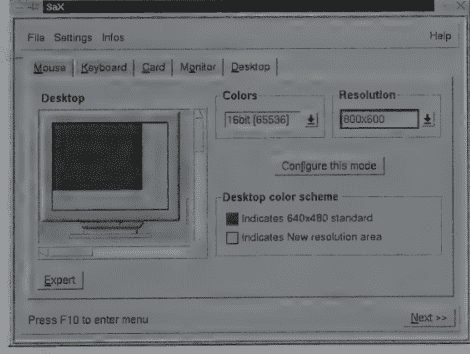 SaX
File Settings Infos Help
Mouse Keyboard Card Monitor Desktop
Desktop
Colors
16bit [65536]
Resolution
800x600
Configure this mode
Desktop color scheme
Indicates 640x480 standard
Indicates New resolution area
Expert
Press F10 to enter menu
Next >>